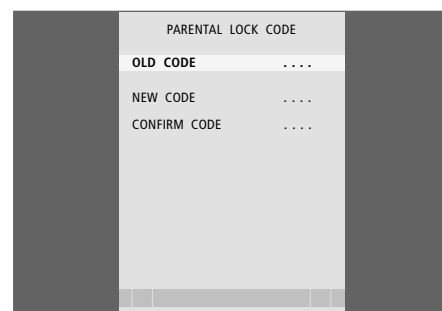 PARENTAL LOCK CODE
OLD CODE ....
NEW CODE ....
CONFIRM CODE ....